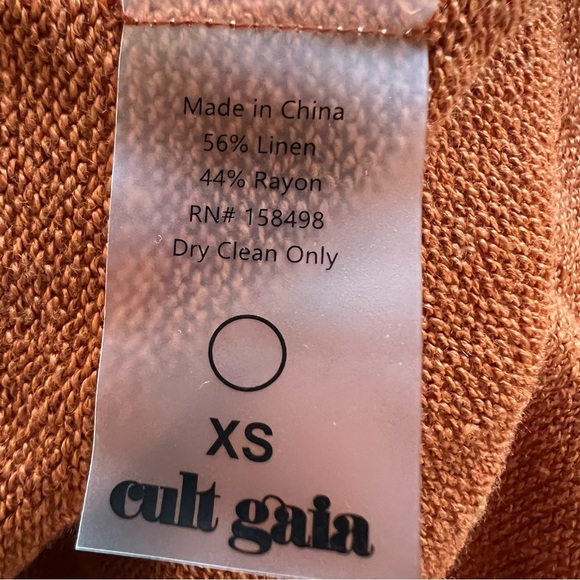 Made in China
56% Linen
44% Rayon
RN# 158498
Dry Clean Only
XS
cult gaia